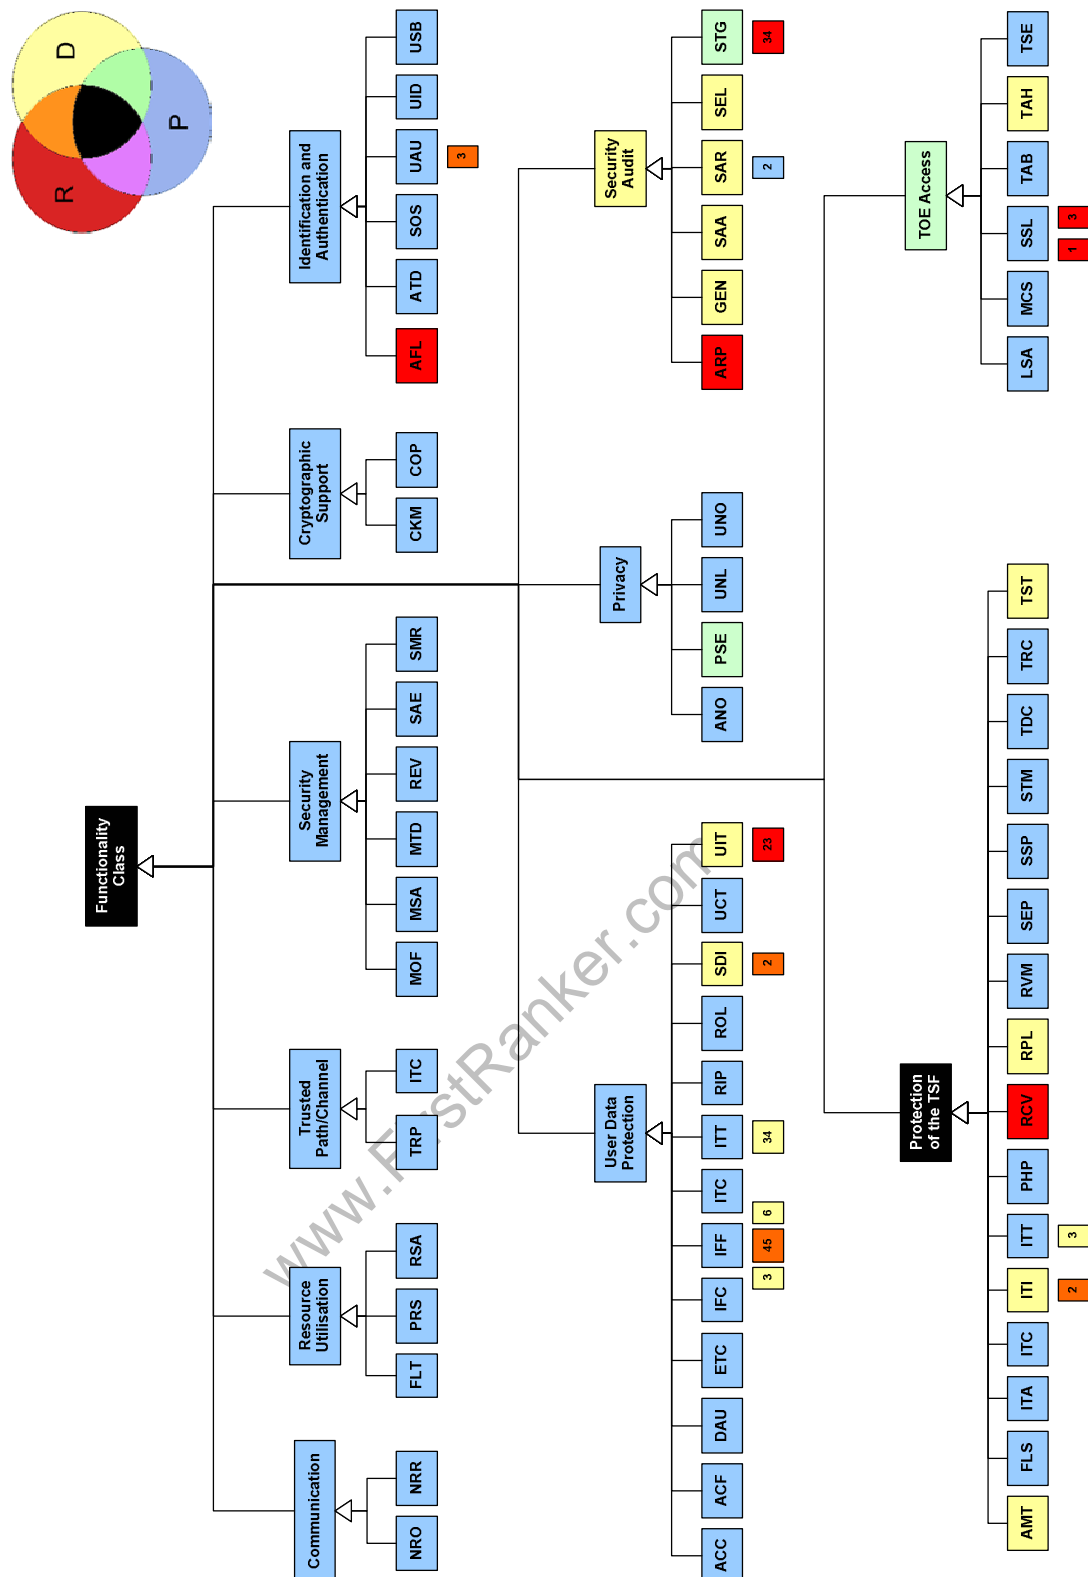 Functionality
Class
Communication
NRO
NRR
Resource
Utilisation
FLT
PRS
RSA
Trusted
Path/Channel
TRP
ITC
Security
Management
MOF
MSA
MTD
REV
SAE
SMR
Cryptographic
Support
CKM
COP
Identification and
Authentication
AFL
ATD
SOS
UAU
3
UID
USB
R
D
P
User Data
Protection
ACC
ACF
DAU
ETC
IFC
IFF
3
45
6
ITC
ITT
34
RIP
ROL
SDI
2
UCT
UIT
23
Privacy
ANO
PSE
UNL
UNO
Security
Audit
ARP
GEN
SAA
SAR
2
SEL
STG
34
Protection
of the TSF
AMT
FLS
ITA
ITC
ITI
2
ITT
3
PHP
RCV
RPL
RVM
SEP
SSP
STM
TDC
TRC
TST
TOE Access
LSA
MCS
SSL
1
3
TAB
TAH
TSE
www.FirstRanker.com